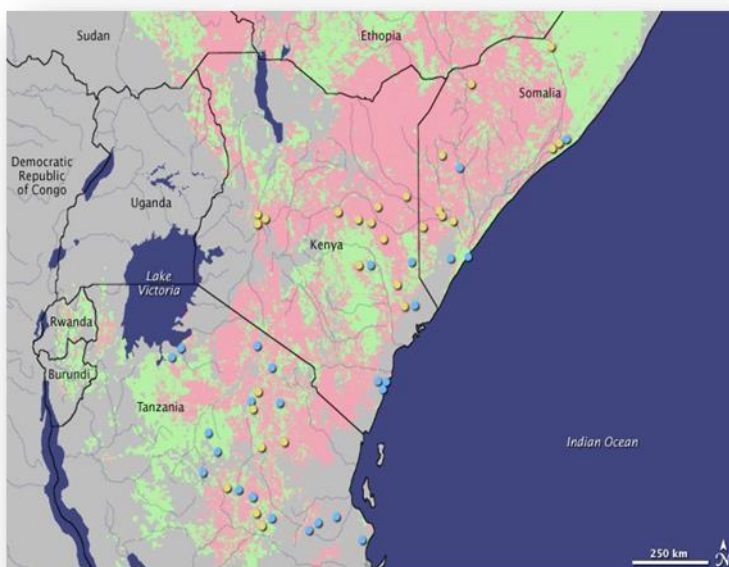 Sudan
Ethiopia
Somalia
Democratic
Republic
of Congo
Uganda
Kenya
Lake
Victoria
Rwanda
Burundi
Tanzania
Indian Ocean
250 km
N